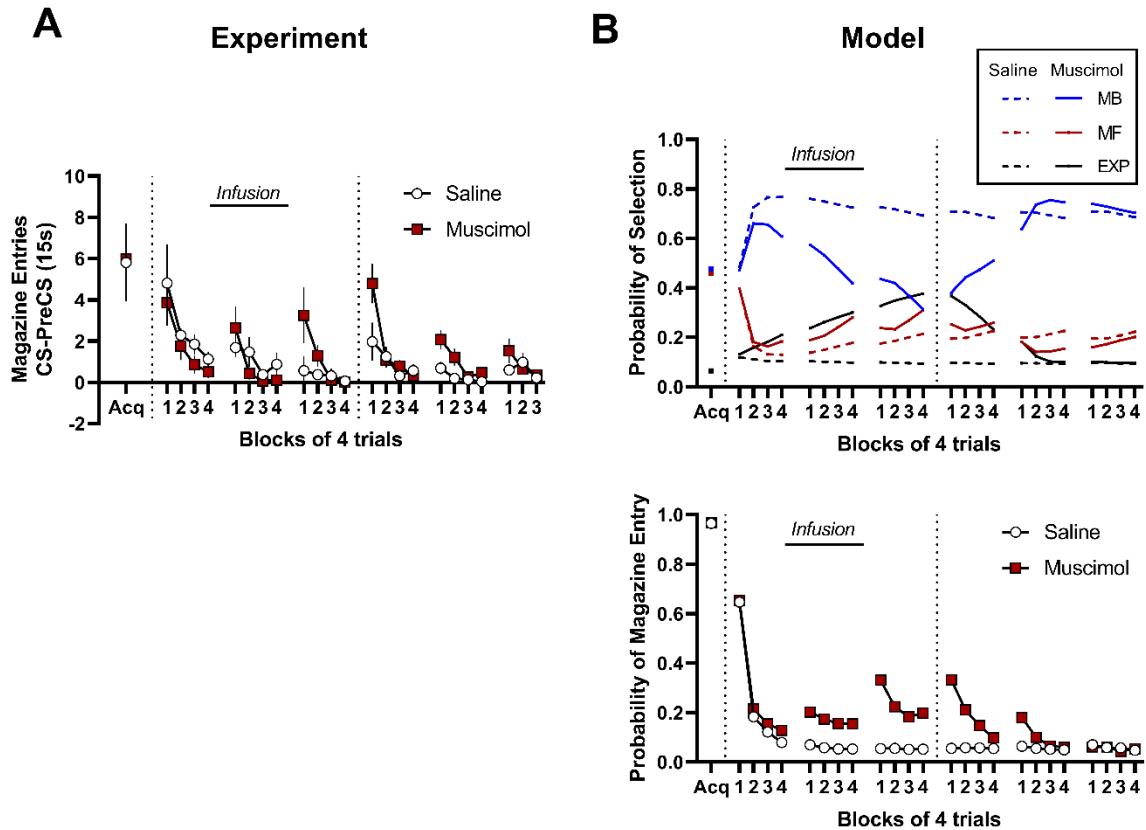 A
Experiment
Magazine Entries
CS-PreCS (15s)
10
8
6
4
2
0
-2
Infusion
Saline
Muscimol
Acq
1 2 3 4
1 2 3 4
1 2 3 4
1 2 3 4
1 2 3 4
1 2 3
Blocks of 4 trials
B
Model
Saline Muscimol
MB
MF
EXP
Probability of Selection
1.0
0.8
0.6
0.4
0.2
0.0
Infusion
Acq
1 2 3 4
1 2 3 4
1 2 3 4
1 2 3 4
1 2 3 4
1 2 3 4
Blocks of 4 trials
Probability of Magazine Entry
1.0
0.8
0.6
0.4
0.2
0.0
Infusion
Saline
Muscimol
Acq
1 2 3 4
1 2 3 4
1 2 3 4
1 2 3 4
1 2 3 4
1 2 3 4
Blocks of 4 trials